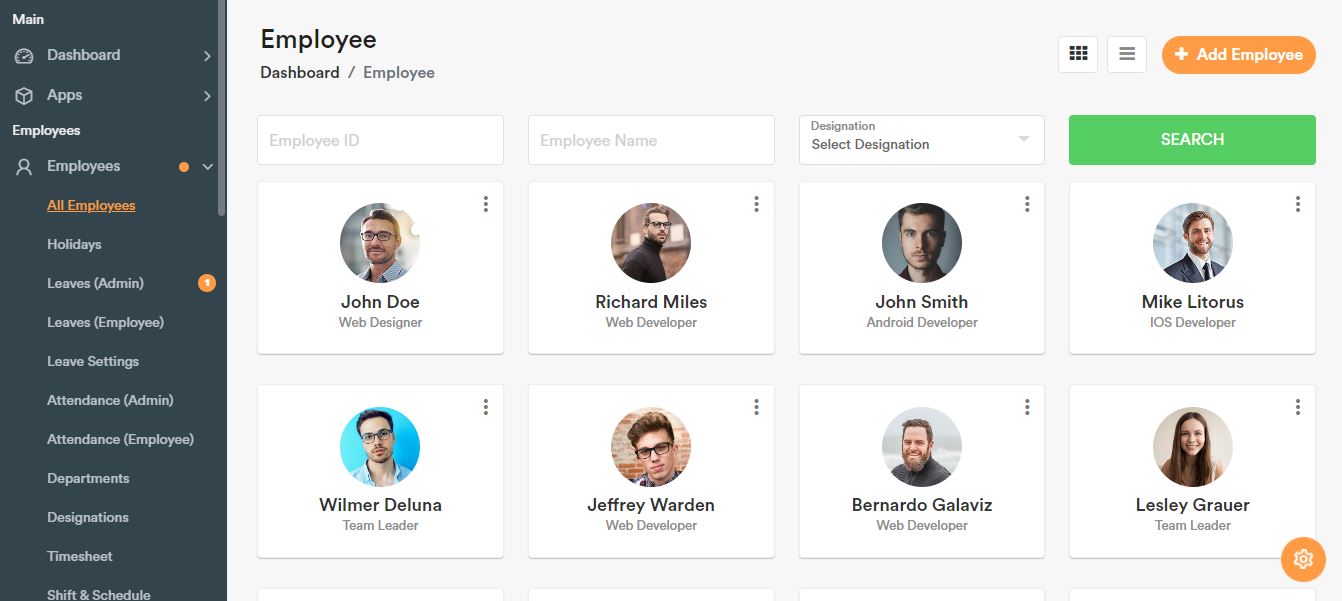 Main
Dashboard
Apps
Employees
Employees
All Employees
Holidays
Leaves (Admin) 1
Leaves (Employee)
Leave Settings
Attendance (Admin)
Attendance (Employee)
Departments
Designations
Timesheet
Shift & Schedule
Employee
Dashboard / Employee
+ Add Employee
Employee ID
Employee Name
Designation
Select Designation
SEARCH
John Doe
Web Designer
Richard Miles
Web Developer
John Smith
Android Developer
Mike Litorus
IOS Developer
Wilmer Deluna
Team Leader
Jeffrey Warden
Web Developer
Bernardo Galaviz
Web Developer
Lesley Grauer
Team Leader